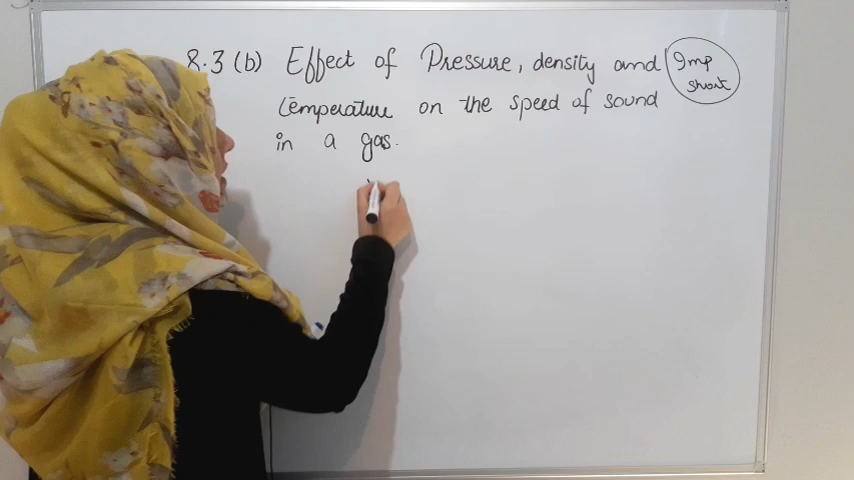 8.3 (b) Effect of Pressure, density and
temperature on the speed of sound
in a gas.
Imp
short